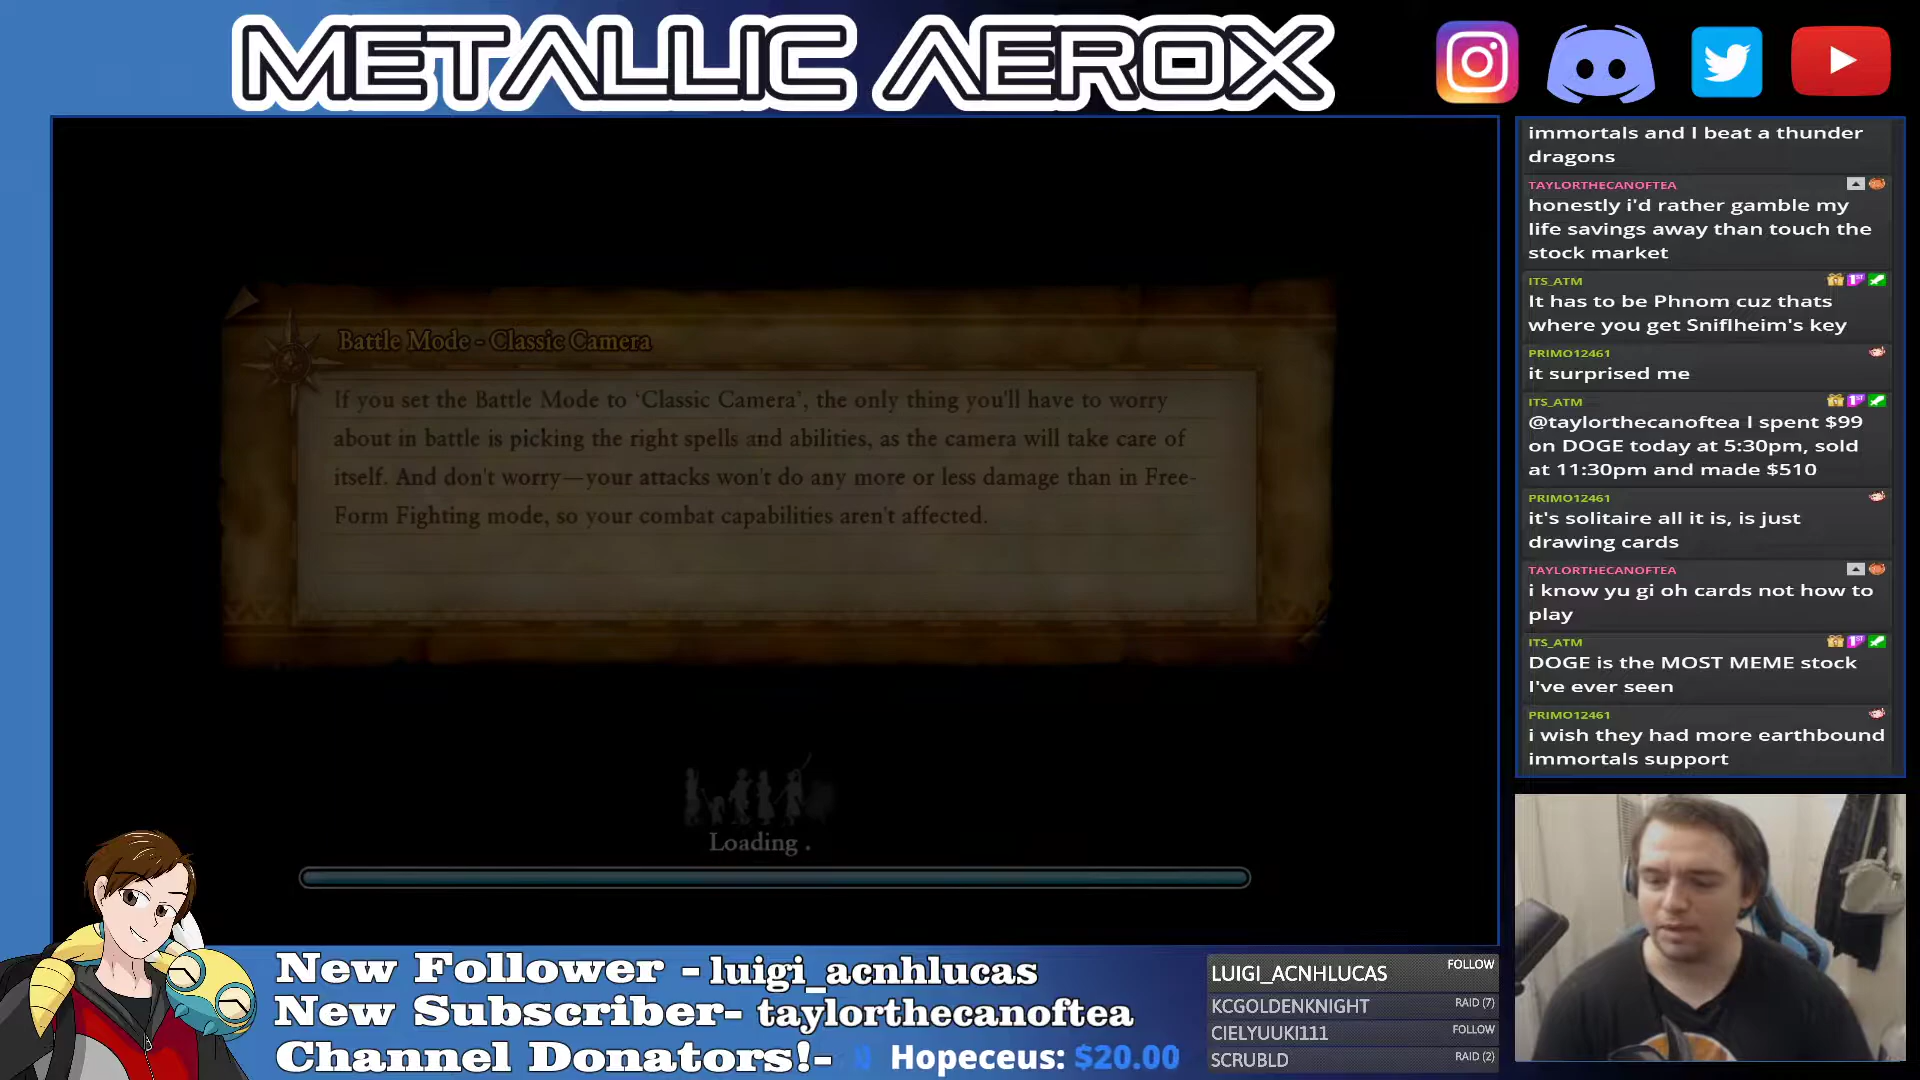 METALLIC AEROX
Battle Mode - Classic Camera
If you set the Battle Mode to ‘Classic Camera’, the only thing you'll have to worry
about in battle is picking the right spells and abilities, as the camera will take care of
itself. And don't worry—your attacks won't do any more or less damage than in Free-
Form Fighting mode, so your combat capabilities aren't affected.
Loading .
immortals and I beat a thunder
dragons
TAYLORTHECANOFTEA
honestly i'd rather gamble my
life savings away than touch the
stock market
ITS_ATM
It has to be Phnom cuz thats
where you get Sniflheim's key
PRIMO12461
it surprised me
ITS_ATM
@taylorthecanoftea I spent $99
on DOGE today at 5:30pm, sold
at 11:30pm and made $510
PRIMO12461
it's solitaire all it is, is just
drawing cards
TAYLORTHECANOFTEA
i know yu gi oh cards not how to
play
ITS_ATM
DOGE is the MOST MEME stock
I've ever seen
PRIMO12461
i wish they had more earthbound
immortals support
New Follower - luigi_acnhlucas
New Subscriber- taylorthecanoftea
Channel Donators!- Hopeceus: $20.00
LUIGI_ACNHLUCAS FOLLOW
KCGOLDENKNIGHT RAID (7)
CIELYUUKI111 FOLLOW
SCRUBLD RAID (2)